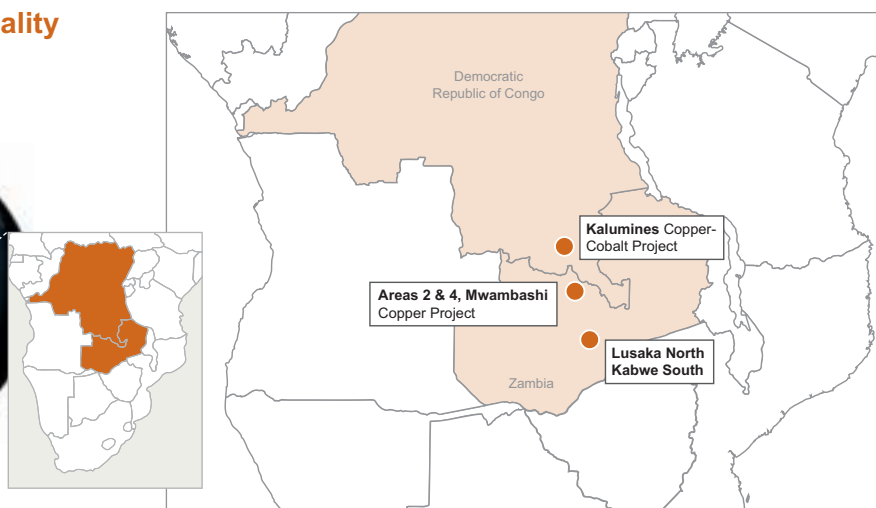 ality
Democratic
Republic of Congo
Kalumines Copper-
Cobalt Project
Areas 2 & 4, Mwambashi
Copper Project
Lusaka North
Kabwe South
Zambia